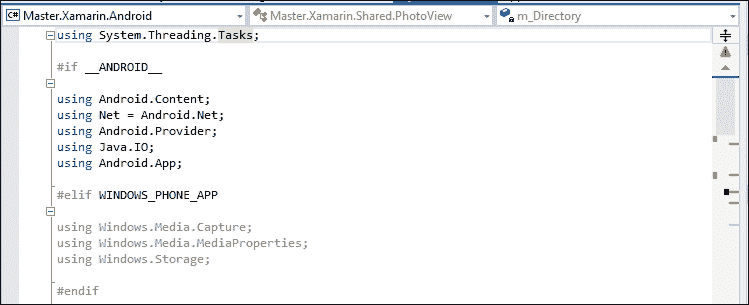 C# Master.Xamarin.Android
Master.Xamarin.Shared.PhotoView
m_Directory
using System.Threading.Tasks;
#if __ANDROID__
using Android.Content;
using Net = Android.Net;
using Android.Provider;
using Java.IO;
using Android.App;
#elif WINDOWS_PHONE_APP
using Windows.Media.Capture;
using Windows.Media.MediaProperties;
using Windows.Storage;
#endif